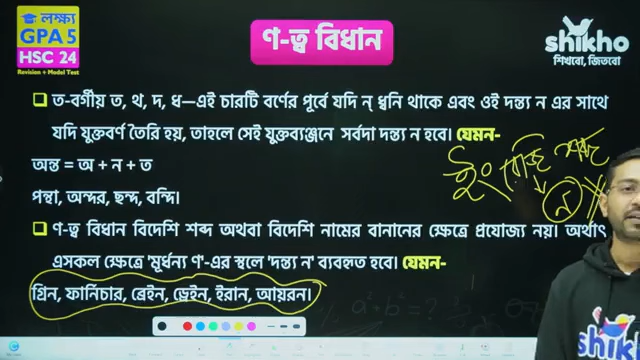 লক্ষ্য
GPA 5
HSC 24
Revision + Model Test
ণ-ত্ব বিধান
shikho
শিখবো, জিতবো
ত-বর্গীয় ত, থ, দ, ধ—এই চারটি বর্ণের পূর্বে যদি ন্ ধ্বনি থাকে এবং ওই দন্ত্য ন এর সাথে
যদি যুক্তবর্ণ তৈরি হয়, তাহলে সেই যুক্তব্যঞ্জনে সর্বদা দন্ত্য ন হবে। যেমন-
অন্ত = অ + ন + ত
পন্থা, অন্দর, ছন্দ, বন্দি।
ণ-ত্ব বিধান বিদেশি শব্দ অথবা বিদেশি নামের বানানের ক্ষেত্রে প্রযোজ্য নয়। অর্থাৎ
এসকল ক্ষেত্রে 'মূর্ধন্য ণ'-এর স্থলে 'দন্ত্য ন' ব্যবহৃত হবে। যেমন-
গ্রিন, ফার্নিচার, ব্রেইন, ড্রেইন, ইরান, আয়রন।
ইংরেজি শব্দ
ন
a² + b² = ?
shikh